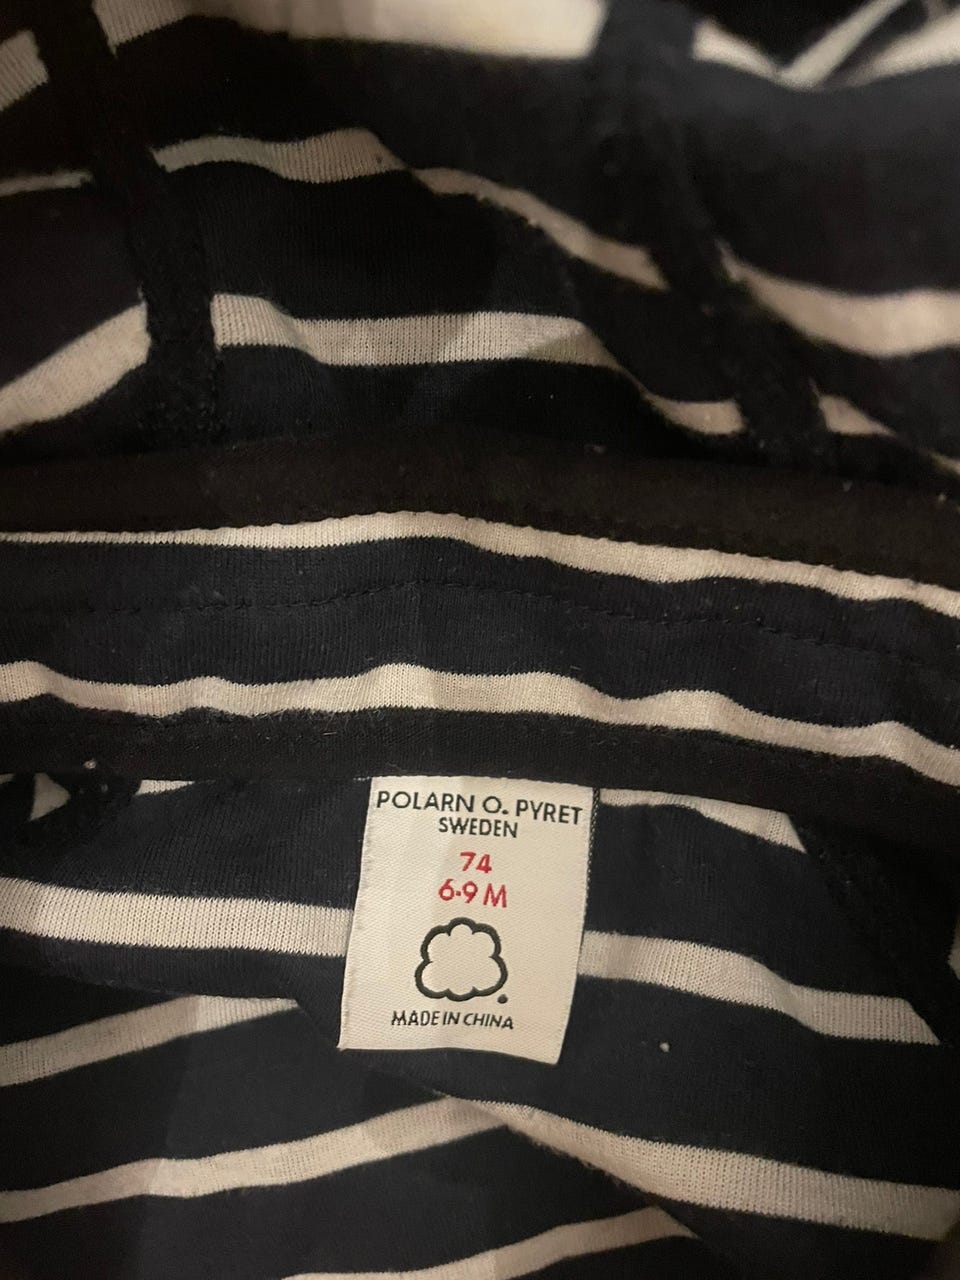 POLARN O. PYRET
SWEDEN
74
6-9 M
MADE IN CHINA